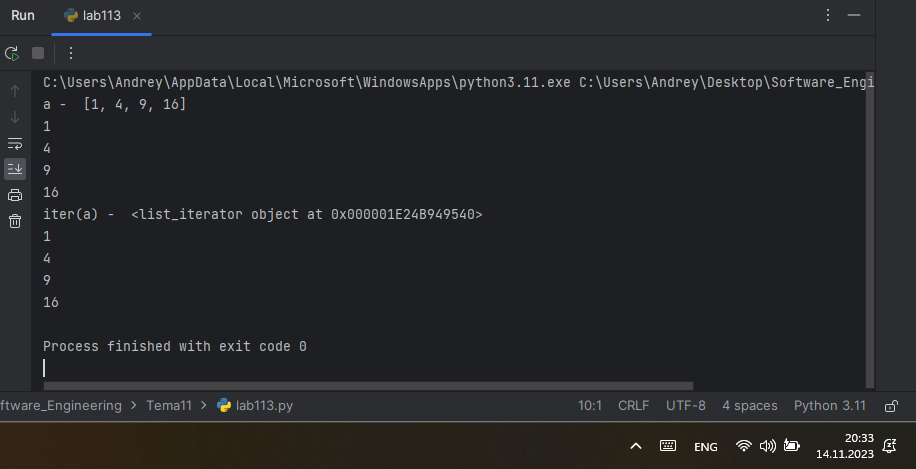 Run lab113
C:\Users\Andrey\AppData\Local\Microsoft\WindowsApps\python3.11.exe C:\Users\Andrey\Desktop\Software_Engi
a -  [1, 4, 9, 16]
1
4
9
16
iter(a) -  <list_iterator object at 0x000001E24B949540>
1
4
9
16
Process finished with exit code 0
ftware_Engineering > Tema11 > lab113.py 10:1 CRLF UTF-8 4 spaces Python 3.11
ENG 20:33
14.11.2023